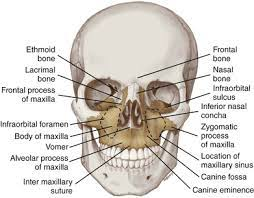 Ethmoid
bone
Lacrimal
bone
Frontal process
of maxilla
Infraorbital foramen
Body of maxilla
Vomer
Alveolar process
of maxilla
Inter maxillary
suture
Frontal
bone
Nasal
bone
Infraorbital
sulcus
Inferior nasal
concha
Zygomatic
process
of maxilla
Location of
maxillary sinus
Canine fossa
Canine eminence